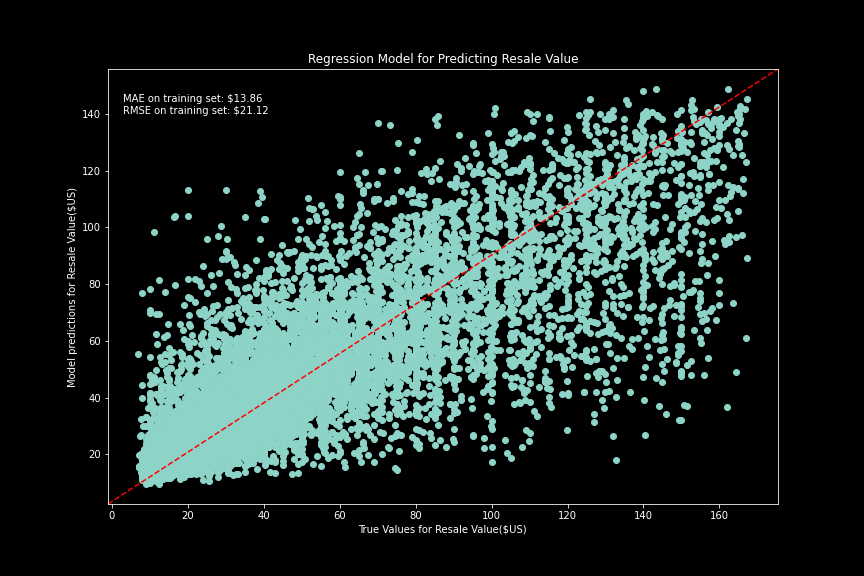 Regression Model for Predicting Resale Value
MAE on training set: $13.86
RMSE on training set: $21.12
Model predictions for Resale Value($US)
140
120
100
80
60
40
20
0 20 40 60 80 100 120 140 160
True Values for Resale Value($US)